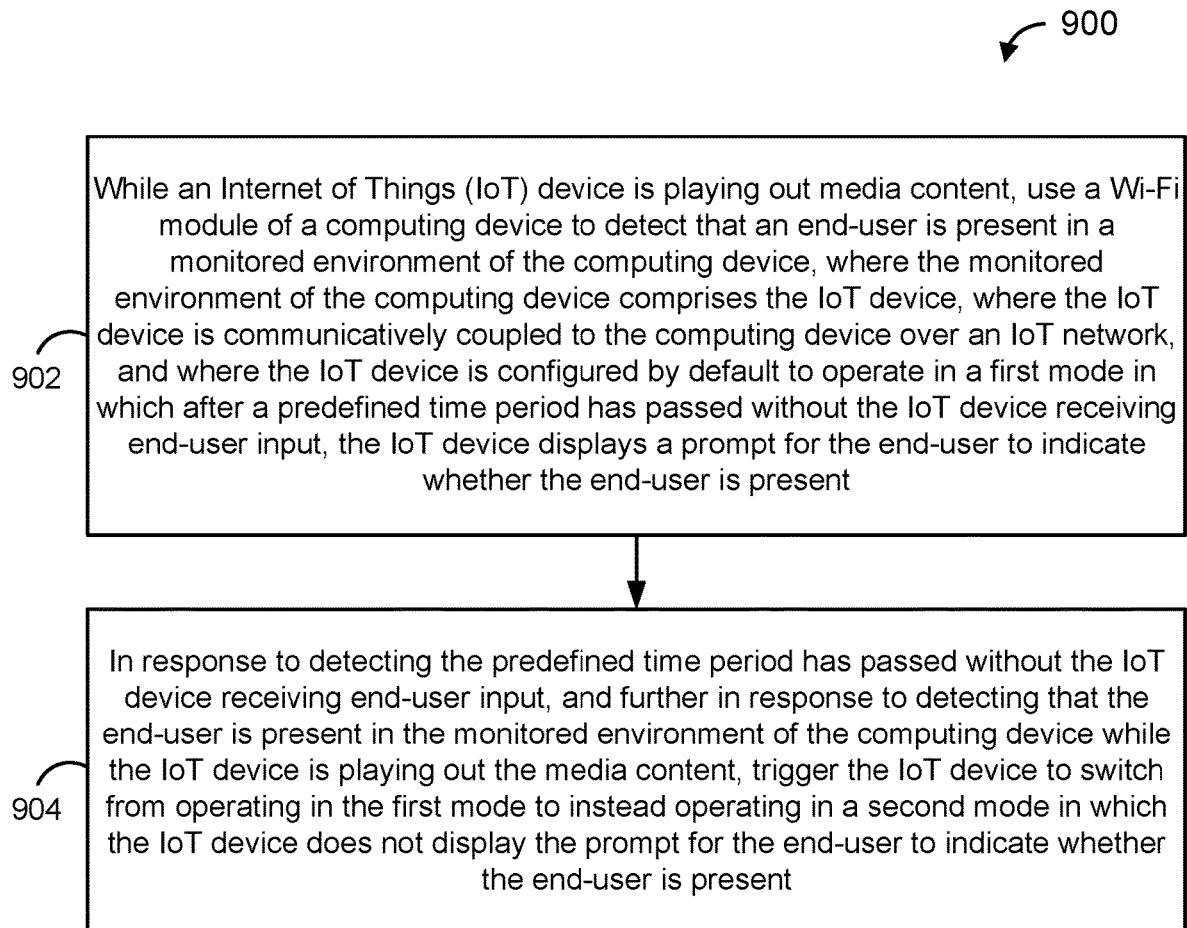 900
While an Internet of Things (IoT) device is playing out media content, use a Wi-Fi
module of a computing device to detect that an end-user is present in a
monitored environment of the computing device, where the monitored
environment of the computing device comprises the IoT device, where the IoT
device is communicatively coupled to the computing device over an IoT network,
and where the IoT device is configured by default to operate in a first mode in
which after a predefined time period has passed without the IoT device receiving
end-user input, the IoT device displays a prompt for the end-user to indicate
whether the end-user is present
902
In response to detecting the predefined time period has passed without the IoT
device receiving end-user input, and further in response to detecting that the
end-user is present in the monitored environment of the computing device while
the IoT device is playing out the media content, trigger the IoT device to switch
from operating in the first mode to instead operating in a second mode in which
the IoT device does not display the prompt for the end-user to indicate whether
the end-user is present
904